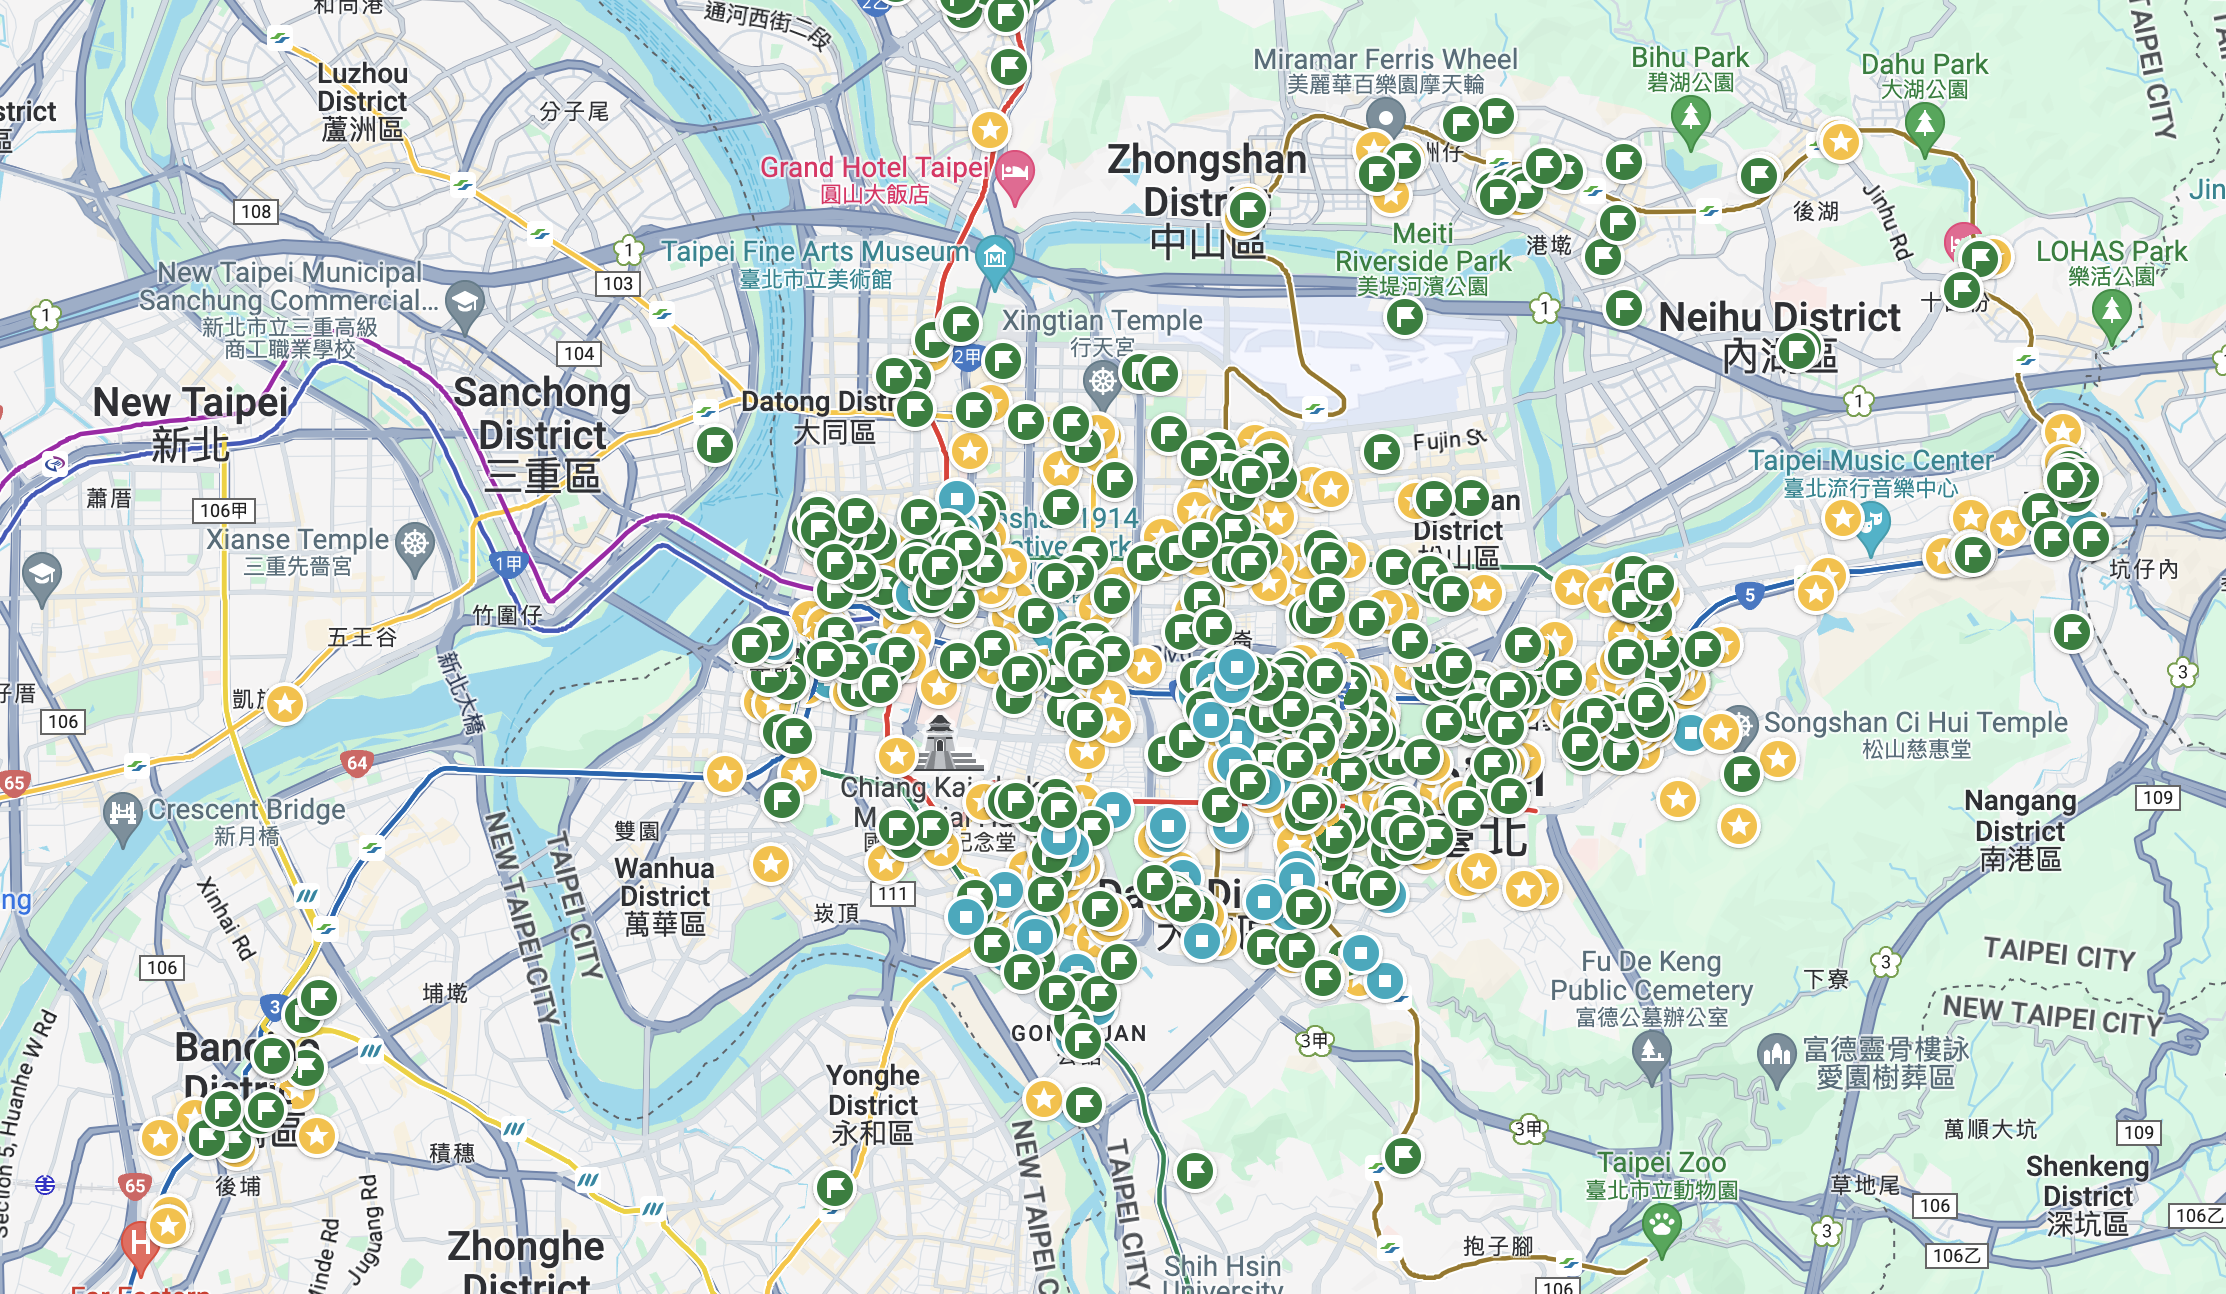 和尚港
通河西街二段
2乙
Luzhou
District
蘆洲區
分子尾
Miramar Ferris Wheel
美麗華百樂園摩天輪
Bihu Park
碧湖公園
Dahu Park
大湖公園
TAIPEI CITY
strict
區
Grand Hotel Taipei
圓山大飯店
Zhongshan
中山區
洲仔
108
1
Taipei Fine Arts Museum
臺北市立美術館
Meiti
Riverside Park
美堤河濱公園
港墘
後湖
Jinhu Rd
LOHAS Park
樂活公園
New Taipei Municipal
Sanchung Commercial...
新北市立三重高級
商工職業學校
103
1
1
104
Xingtian Temple
行天宮
2甲
Neihu District
New Taipei
新北
Sanchong
District
三重區
Datong Distr
大同區
1
Fujin St
Taipei Music Center
臺北流行音樂中心
蘆厝
106甲
Xianse Temple
三重先嗇宮
1甲
1914
District
松山區
坑仔內
竹圍仔
五王谷
新北大橋
5
3
106
64
65
Songshan Ci Hui Temple
松山慈惠堂
Crescent Bridge
新月橋
Chiang Kai-shek
紀念堂
臺北
Nangang
District
南港區
109
雙園
Wanhua
District
萬華區
崁頂
111
NEW TAIPEI CITY
TAIPEI CITY
Xinhai Rd
106
埔墘
3
Fu De Keng
Public Cemetery
富德公墓辦公室
下寮
3
TAIPEI CITY
NEW TAIPEI CITY
富德靈骨樓詠
愛園樹葬區
3甲
Yonghe
District
永和區
Section 5, Huanhe W Rd
積穗
後埔
65
Juguang Rd
Zhonghe
District
NEW TAIPEI C
TAIPEI CITY
Shih Hsin
University
3甲
萬順大坑
109
Taipei Zoo
臺北市立動物園
草地尾
106
3
106乙
Shenkeng
District
深坑區
106乙
抱子腳
106